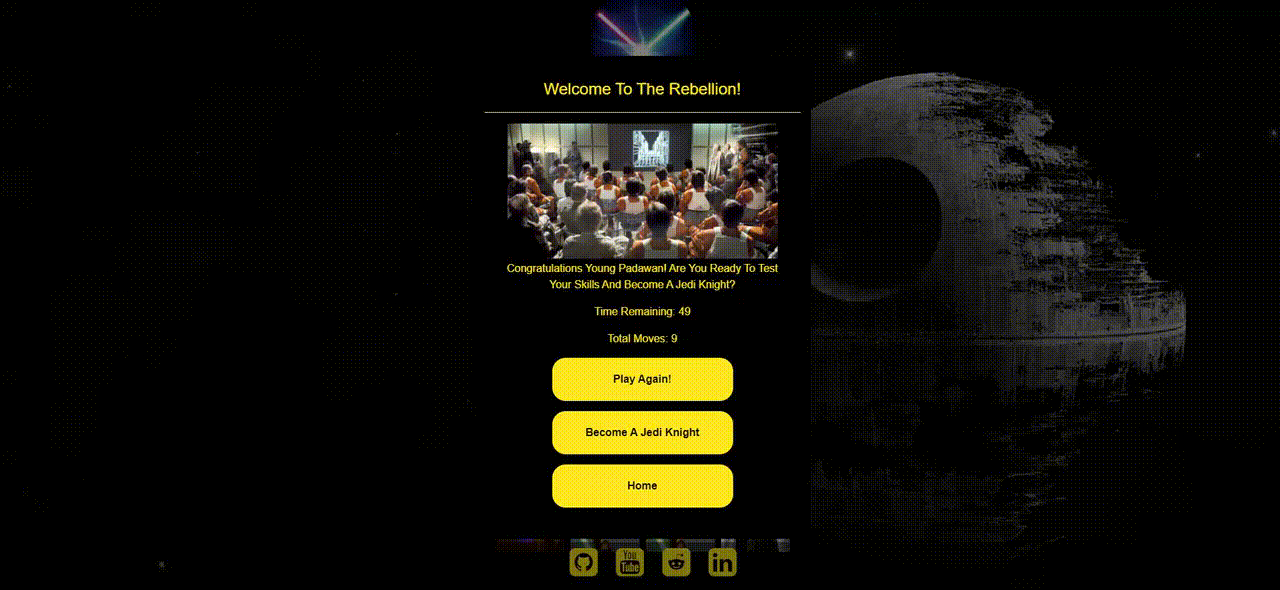 Welcome To The Rebellion!
Congratulations Young Padawan! Are You Ready To Test
Your Skills And Become A Jedi Knight?
Time Remaining: 49
Total Moves: 9
Play Again!
Become A Jedi Knight
Home
You
Tube
in